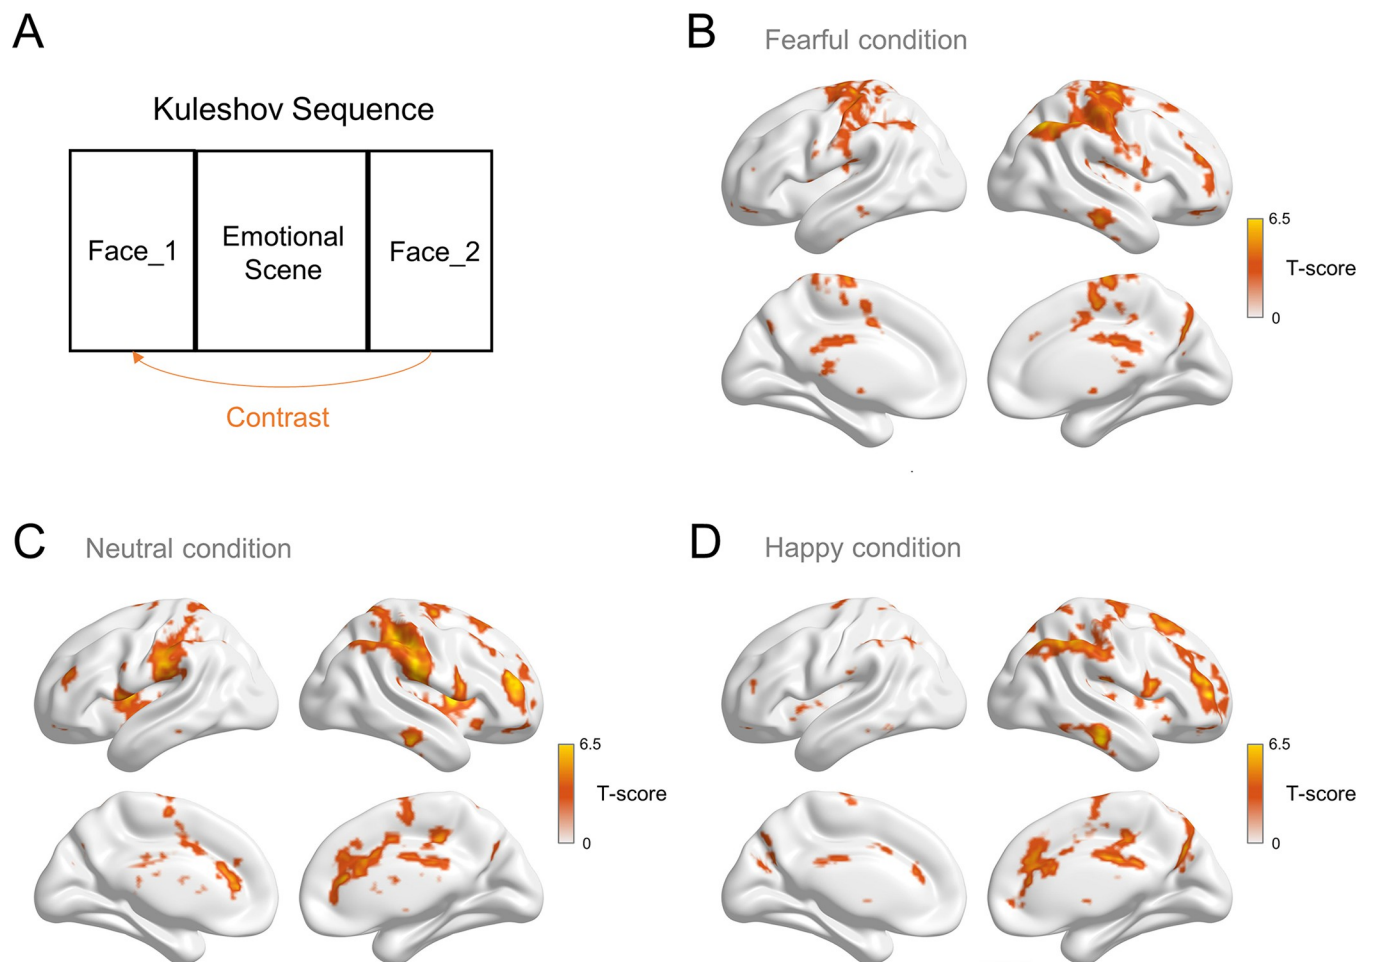 A
Kuleshov Sequence
Face_1
Emotional
Scene
Face_2
Contrast
B
Fearful condition
6.5
T-score
0
C
Neutral condition
6.5
T-score
0
D
Happy condition
6.5
T-score
0